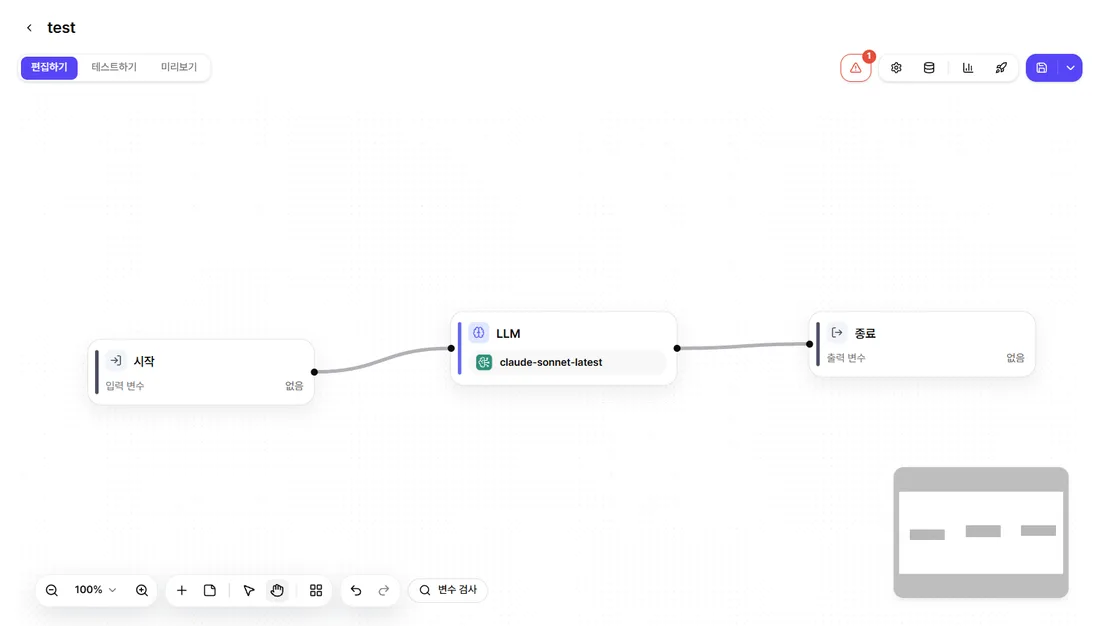 test
편집하기 테스트하기 미리보기
1
시작
입력 변수 없음
LLM
claude-sonnet-latest
종료
출력 변수 없음
100%
변수 검사